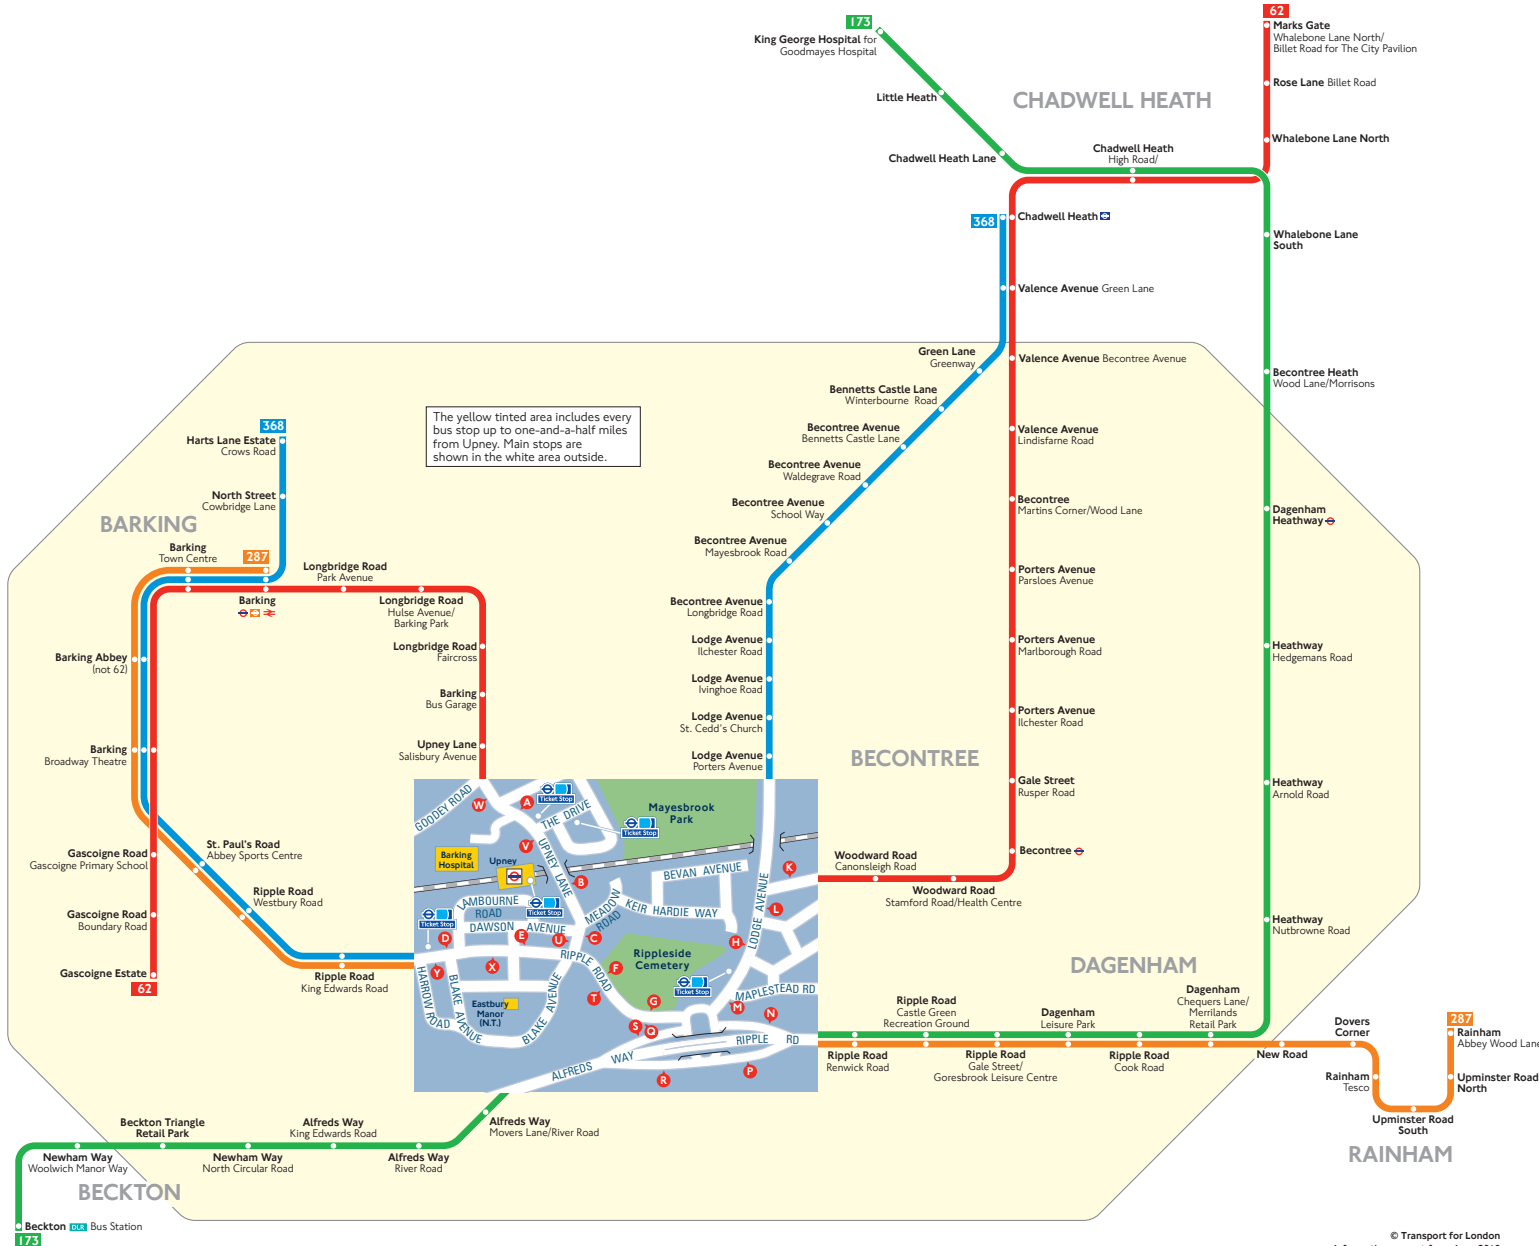 173
King George Hospital for
Goodmayes Hospital
Little Heath
Chadwell Heath Lane
CHADWELL HEATH
62
Marks Gate
Whalebone Lane North/
Billet Road for The City Pavilion
Rose Lane Billet Road
Whalebone Lane North
Chadwell Heath
High Road/
368
Chadwell Heath
Whalebone Lane
South
Valence Avenue Green Lane
Green Lane
Greenway
Valence Avenue Becontree Avenue
Becontree Heath
Wood Lane/Morrisons
Bennetts Castle Lane
Winterbourne Road
The yellow tinted area includes every
bus stop up to one-and-a-half miles
from Upney. Main stops are
shown in the white area outside.
Becontree Avenue
Bennetts Castle Lane
Valence Avenue
Lindisfarne Road
368
Harts Lane Estate
Crows Road
Becontree Avenue
Waldegrave Road
North Street
Cowbridge Lane
Becontree Avenue
School Way
Becontree
Martins Corner/Wood Lane
Dagenham
Heathway
BARKING
Becontree Avenue
Mayesbrook Road
Barking
Town Centre
287
Longbridge Road
Park Avenue
Porters Avenue
Parsloes Avenue
Barking
Longbridge Road
Hulse Avenue/
Barking Park
Becontree Avenue
Longbridge Road
Longbridge Road
Faircross
Lodge Avenue
Ilchester Road
Porters Avenue
Marlborough Road
Heathway
Hedgemans Road
Barking Abbey
(not 62)
Lodge Avenue
Ivinghoe Road
Barking
Bus Garage
Lodge Avenue
St. Cedd's Church
Porters Avenue
Ilchester Road
Barking
Broadway Theatre
Upney Lane
Salisbury Avenue
Lodge Avenue
Porters Avenue
BECONTREE
Gale Street
Rusper Road
Heathway
Arnold Road
GOODEY ROAD
W
A
Ticket Stop
THE DRIVE
Ticket Stop
Mayesbrook
Park
V
UPNEY LANE
Barking
Hospital
Upney
B
BEVAN AVENUE
K
Gascoigne Road
Gascoigne Primary School
St. Paul's Road
Abbey Sports Centre
Woodward Road
Canonsleigh Road
Becontree
Woodward Road
Stamford Road/Health Centre
Ripple Road
Westbury Road
Gascoigne Road
Boundary Road
LAMBOURNE
ROAD
Ticket Stop
Ticket Stop
MEADOW
ROAD
KEIR HARDIE WAY
LODGE AVENUE
L
DAWSON AVENUE
D
E
U
C
H
Heathway
Nutbrowne Road
Rippleside
Cemetery
RIPPLE ROAD
F
Y
X
HARROW ROAD
BLAKE AVENUE
BLAKE AVENUE
Ticket Stop
MAPLESTEAD RD
T
G
M
N
Eastbury
Manor
(N.T.)
S
Q
RIPPLE RD
ALFREDS WAY
R
P
Gascoigne Estate
62
Ripple Road
King Edwards Road
DAGENHAM
Ripple Road
Castle Green
Recreation Ground
Dagenham
Leisure Park
Dagenham
Chequers Lane/
Merrilands
Retail Park
Dovers
Corner
287
Rainham
Abbey Wood Lane
Ripple Road
Renwick Road
Ripple Road
Gale Street/
Goresbrook Leisure Centre
Ripple Road
Cook Road
New Road
Rainham
Tesco
Upminster Road
North
Upminster Road
South
RAINHAM
Beckton Triangle
Retail Park
Alfreds Way
King Edwards Road
Alfreds Way
Movers Lane/River Road
Newham Way
Woolwich Manor Way
Newham Way
North Circular Road
Alfreds Way
River Road
BECKTON
Beckton DLR Bus Station
173
© Transport for London